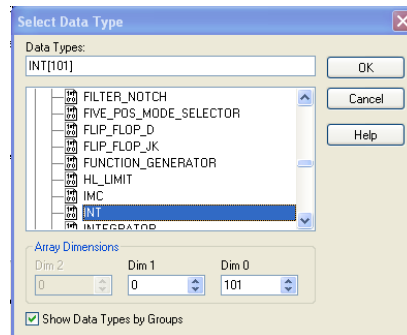 Select Data Type
Data Types:
INT[101]
OK
Cancel
Help
FILTER_NOTCH
FIVE_POS_MODE_SELECTOR
FLIP_FLOP_D
FLIP_FLOP_JK
FUNCTION_GENERATOR
HL_LIMIT
IMC
INT
INTEGRATOR
Array Dimensions
Dim 2 Dim 1 Dim 0
0 0 101
Show Data Types by Groups